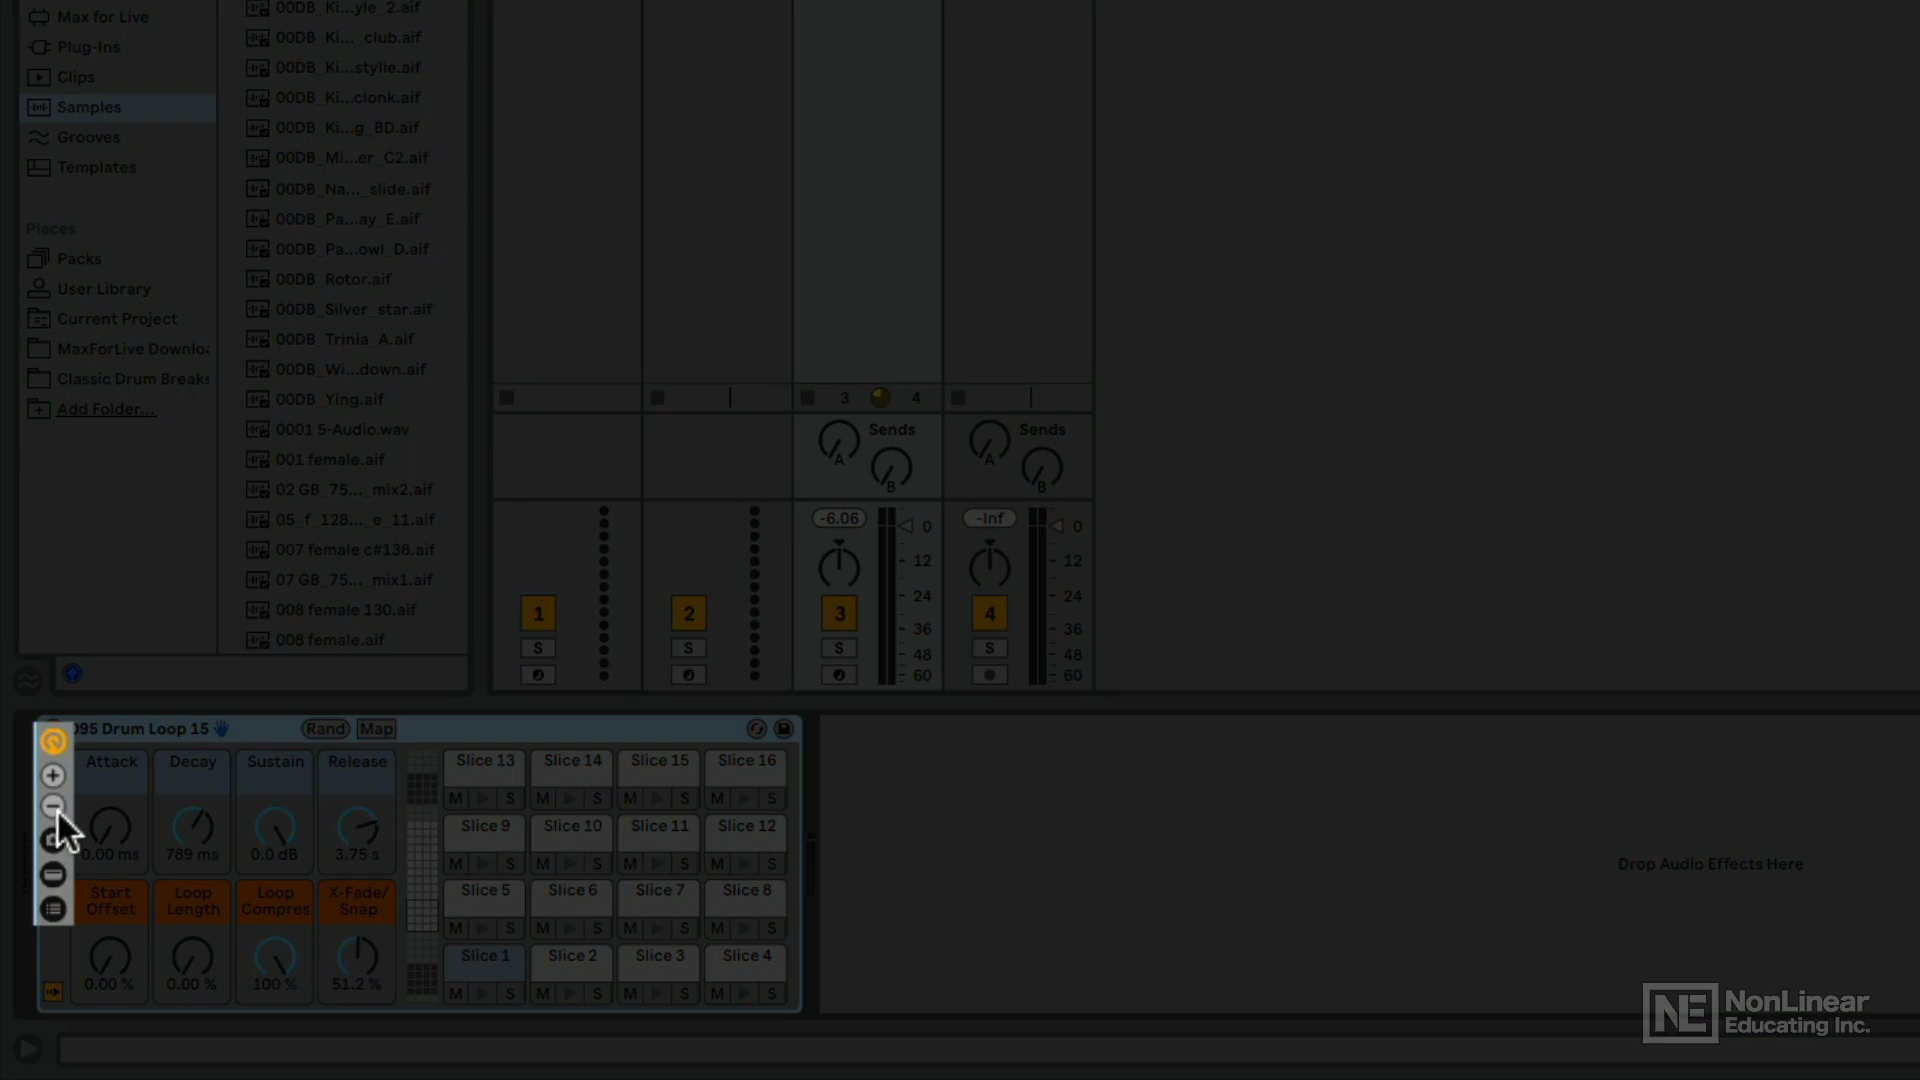 Max for Live
Plug-Ins
Clips
Samples
Grooves
Templates
Places
Packs
User Library
Current Project
MaxForLive Downloa
Classic Drum Breaks
Add Folder...
00DB_Ki...yle_2.aif
00DB_Ki..._club.aif
00DB_Ki...stylie.aif
00DB_Ki...clonk.aif
00DB_Ki...g_BD.aif
00DB_Mi...er_C2.aif
00DB_Na..._slide.aif
00DB_Pa...ay_E.aif
00DB_Pa...owl_D.aif
00DB_Rotor.aif
00DB_Silver_star.aif
00DB_Trinia_A.aif
00DB_Wi...down.aif
00DB_Ying.aif
0001 5-Audio.wav
001 female.aif
02 GB_75..._mix2.aif
05_f_128..._e_11.aif
007 female c#138.aif
07 GB_75..._mix1.aif
008 female 130.aif
008 female.aif
3 4
Sends Sends
A A
B B
-6.06 0 -Inf 0
12 12
24 24
1 2 3 4
36 36
S S S S
48 48
60 60
095 Drum Loop 15 Rand Map
Attack Decay Sustain Release
0.00 ms 789 ms 0.0 dB 3.75 s
Start Offset Loop Length Loop Compres X-Fade/ Snap
0.00 % 0.00 % 100 % 51.2 %
Slice 13 Slice 14 Slice 15 Slice 16
M S M S M S M S
Slice 9 Slice 10 Slice 11 Slice 12
M S M S M S M S
Slice 5 Slice 6 Slice 7 Slice 8
M S M S M S M S
Slice 1 Slice 2 Slice 3 Slice 4
M S M S M S M S
Drop Audio Effects Here
NE NonLinear
Educating Inc.